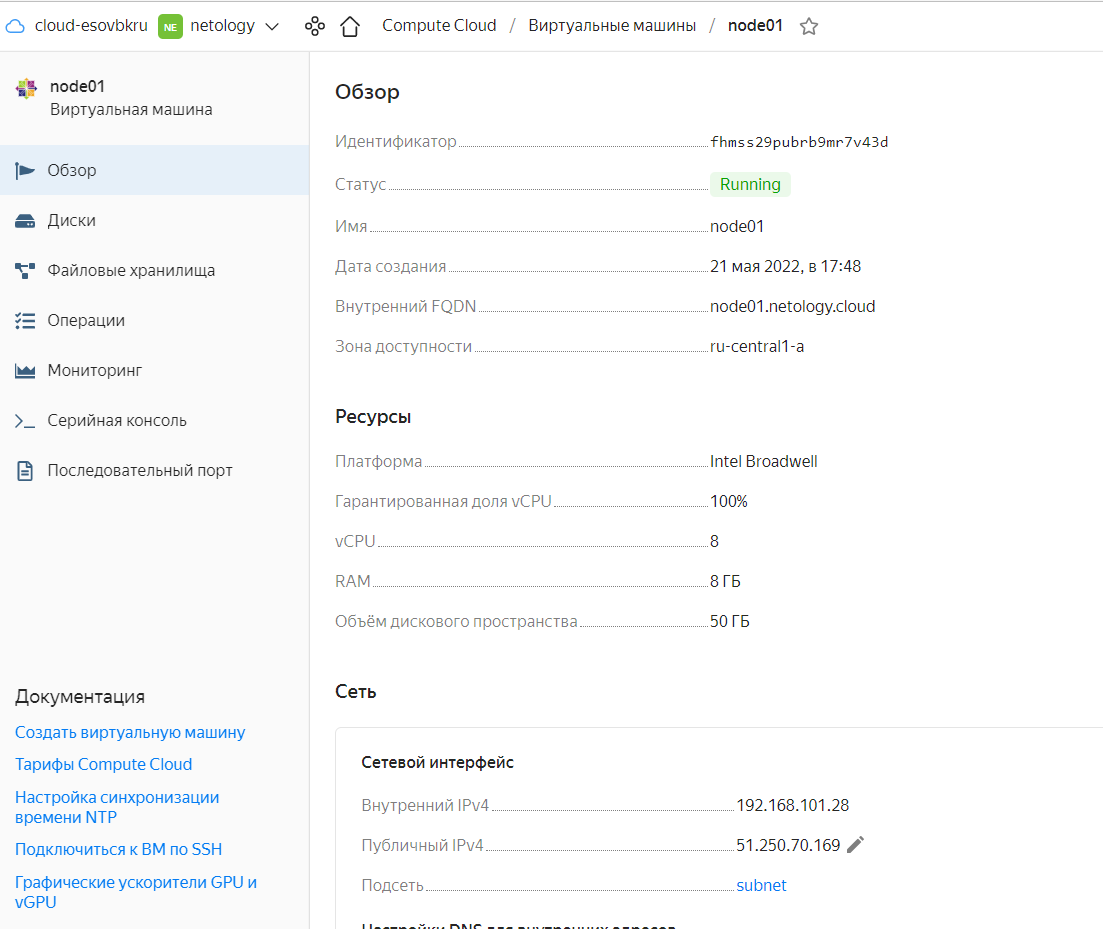 cloud-esovbkru NE netology Compute Cloud / Виртуальные машины / node01
node01
Виртуальная машина
Обзор
Диски
Файловые хранилища
Операции
Мониторинг
Серийная консоль
Последовательный порт
Документация
Создать виртуальную машину
Тарифы Compute Cloud
Настройка синхронизации
времени NTP
Подключиться к ВМ по SSH
Графические ускорители GPU и
vGPU
Обзор
Идентификатор fhmss29pubrb9mr7v43d
Статус Running
Имя node01
Дата создания 21 мая 2022, в 17:48
Внутренний FQDN node01.netology.cloud
Зона доступности ru-central1-a
Ресурсы
Платформа Intel Broadwell
Гарантированная доля vCPU 100%
vCPU 8
RAM 8 ГБ
Объём дискового пространства 50 ГБ
Сеть
Сетевой интерфейс
Внутренний IPv4 192.168.101.28
Публичный IPv4 51.250.70.169
Подсеть subnet
Настройки DNS для внутренних адресов